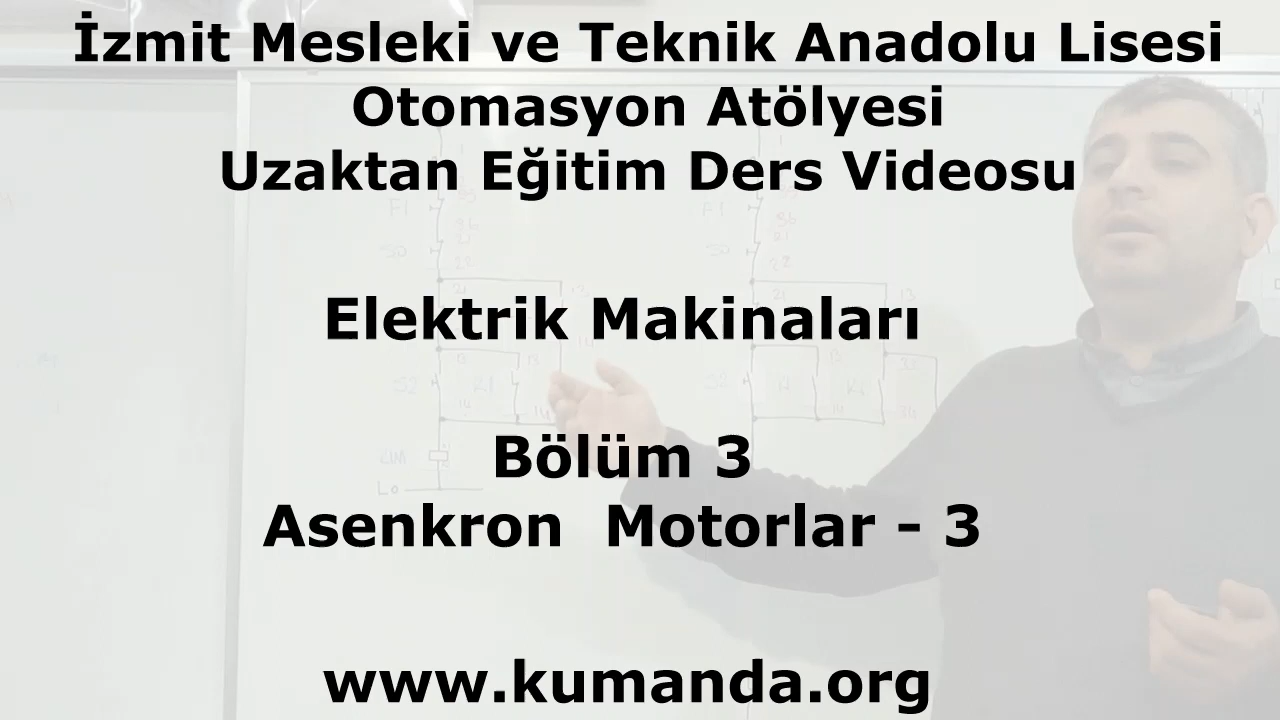 İzmit Mesleki ve Teknik Anadolu Lisesi
Otomasyon Atölyesi
Uzaktan Eğitim Ders Videosu
Elektrik Makinaları
Bölüm 3
Asenkron Motorlar - 3
www.kumanda.org